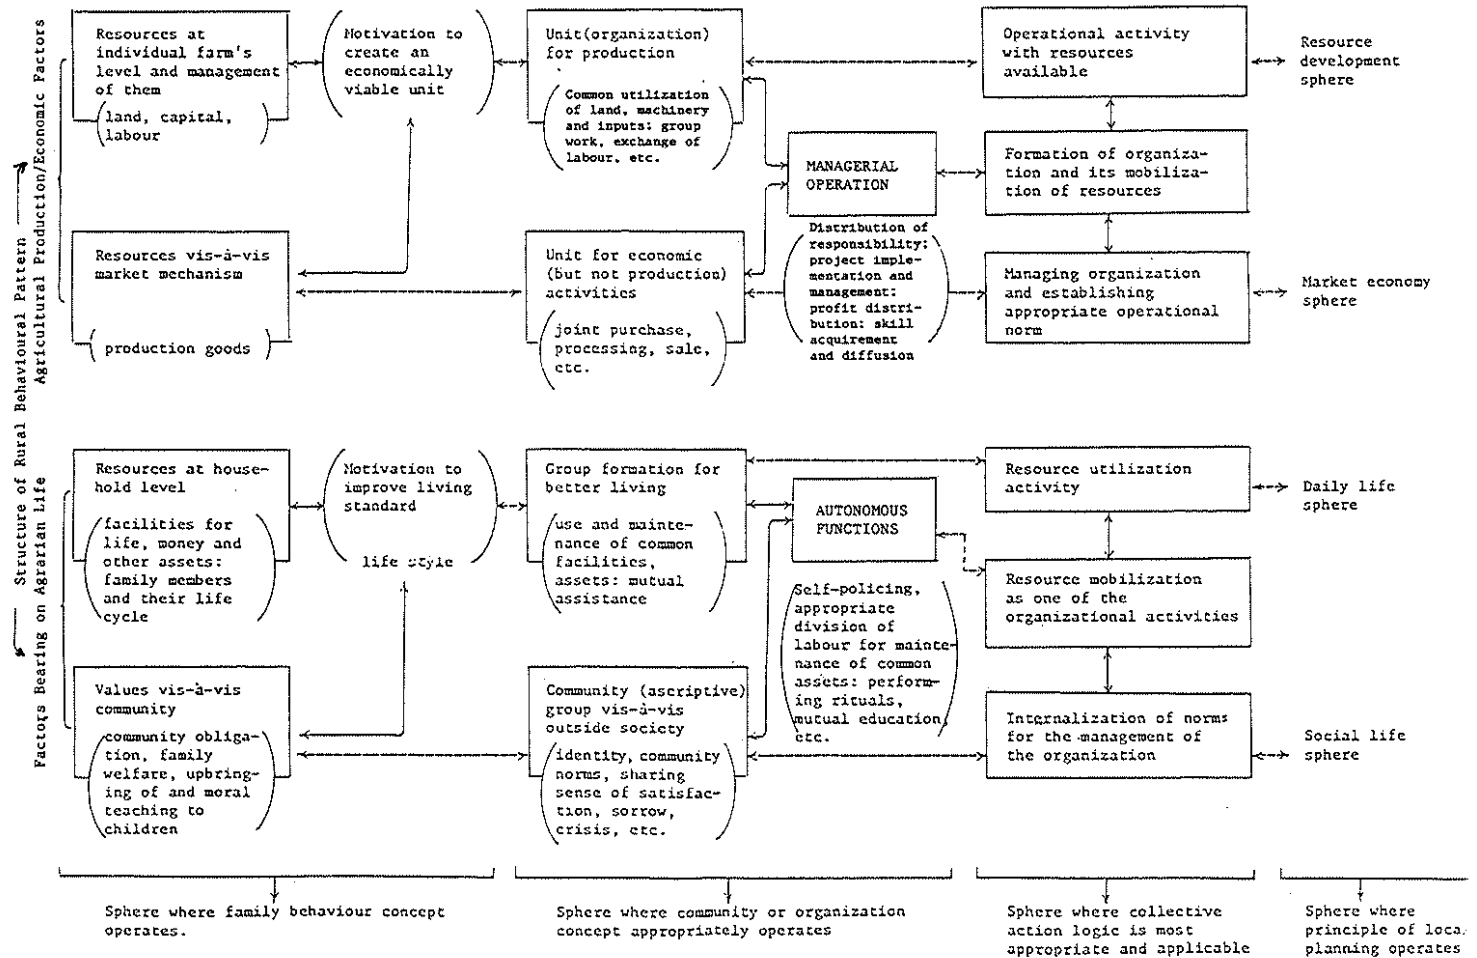 Structure of Rural Behavioural Pattern
Agricultural Production/Economic Factors
Factors Bearing on Agrarian Life
Resources at
individual farm's
level and management
of them
land, capital,
labour
Motivation to
create an
economically
viable unit
Unit(organization)
for production
Common utilization
of land, machinery
and inputs: group
work, exchange of
labour, etc.
Operational activity
with resources
available
Resource
development
sphere
MANAGERIAL
OPERATION
Formation of organiza-
tion and its mobiliza-
tion of resources
Resources vis-à-vis
market mechanism
production goods
Unit for economic
(but not production)
activities
joint purchase,
processing, sale,
etc.
Distribution of
responsibility:
project imple-
mentation and
management:
profit distri-
bution: skill
acquirement
and diffusion
Managing organization
and establishing
appropriate operational
norm
Market economy
sphere
Resources at house-
hold level
facilities for
life, money and
other assets:
family members
and their life
cycle
Motivation to
improve living
standard
life style
Group formation for
better living
use and mainte-
nance of common
facilities,
assets: mutual
assistance
AUTONOMOUS
FUNCTIONS
Resource utilization
activity
Daily life
sphere
Self-policing,
appropriate
division of
labour for mainte-
nance of common
assets: perform-
ing rituals,
mutual education,
etc.
Resource mobilization
as one of the
organizational activities
Values vis-à-vis
community
community obliga-
tion, family
welfare, upbring-
ing of and moral
teaching to
children
Community (ascriptive)
group vis-à-vis
outside society
identity, community
norms, sharing
sense of satisfac-
tion, sorrow,
crisis, etc.
Internalization of norms
for the management of
the organization
Social life
sphere
Sphere where family behaviour concept
operates.
Sphere where community or organization
concept appropriately operates
Sphere where collective
action logic is most
appropriate and applicable
Sphere where
principle of loca
planning operates